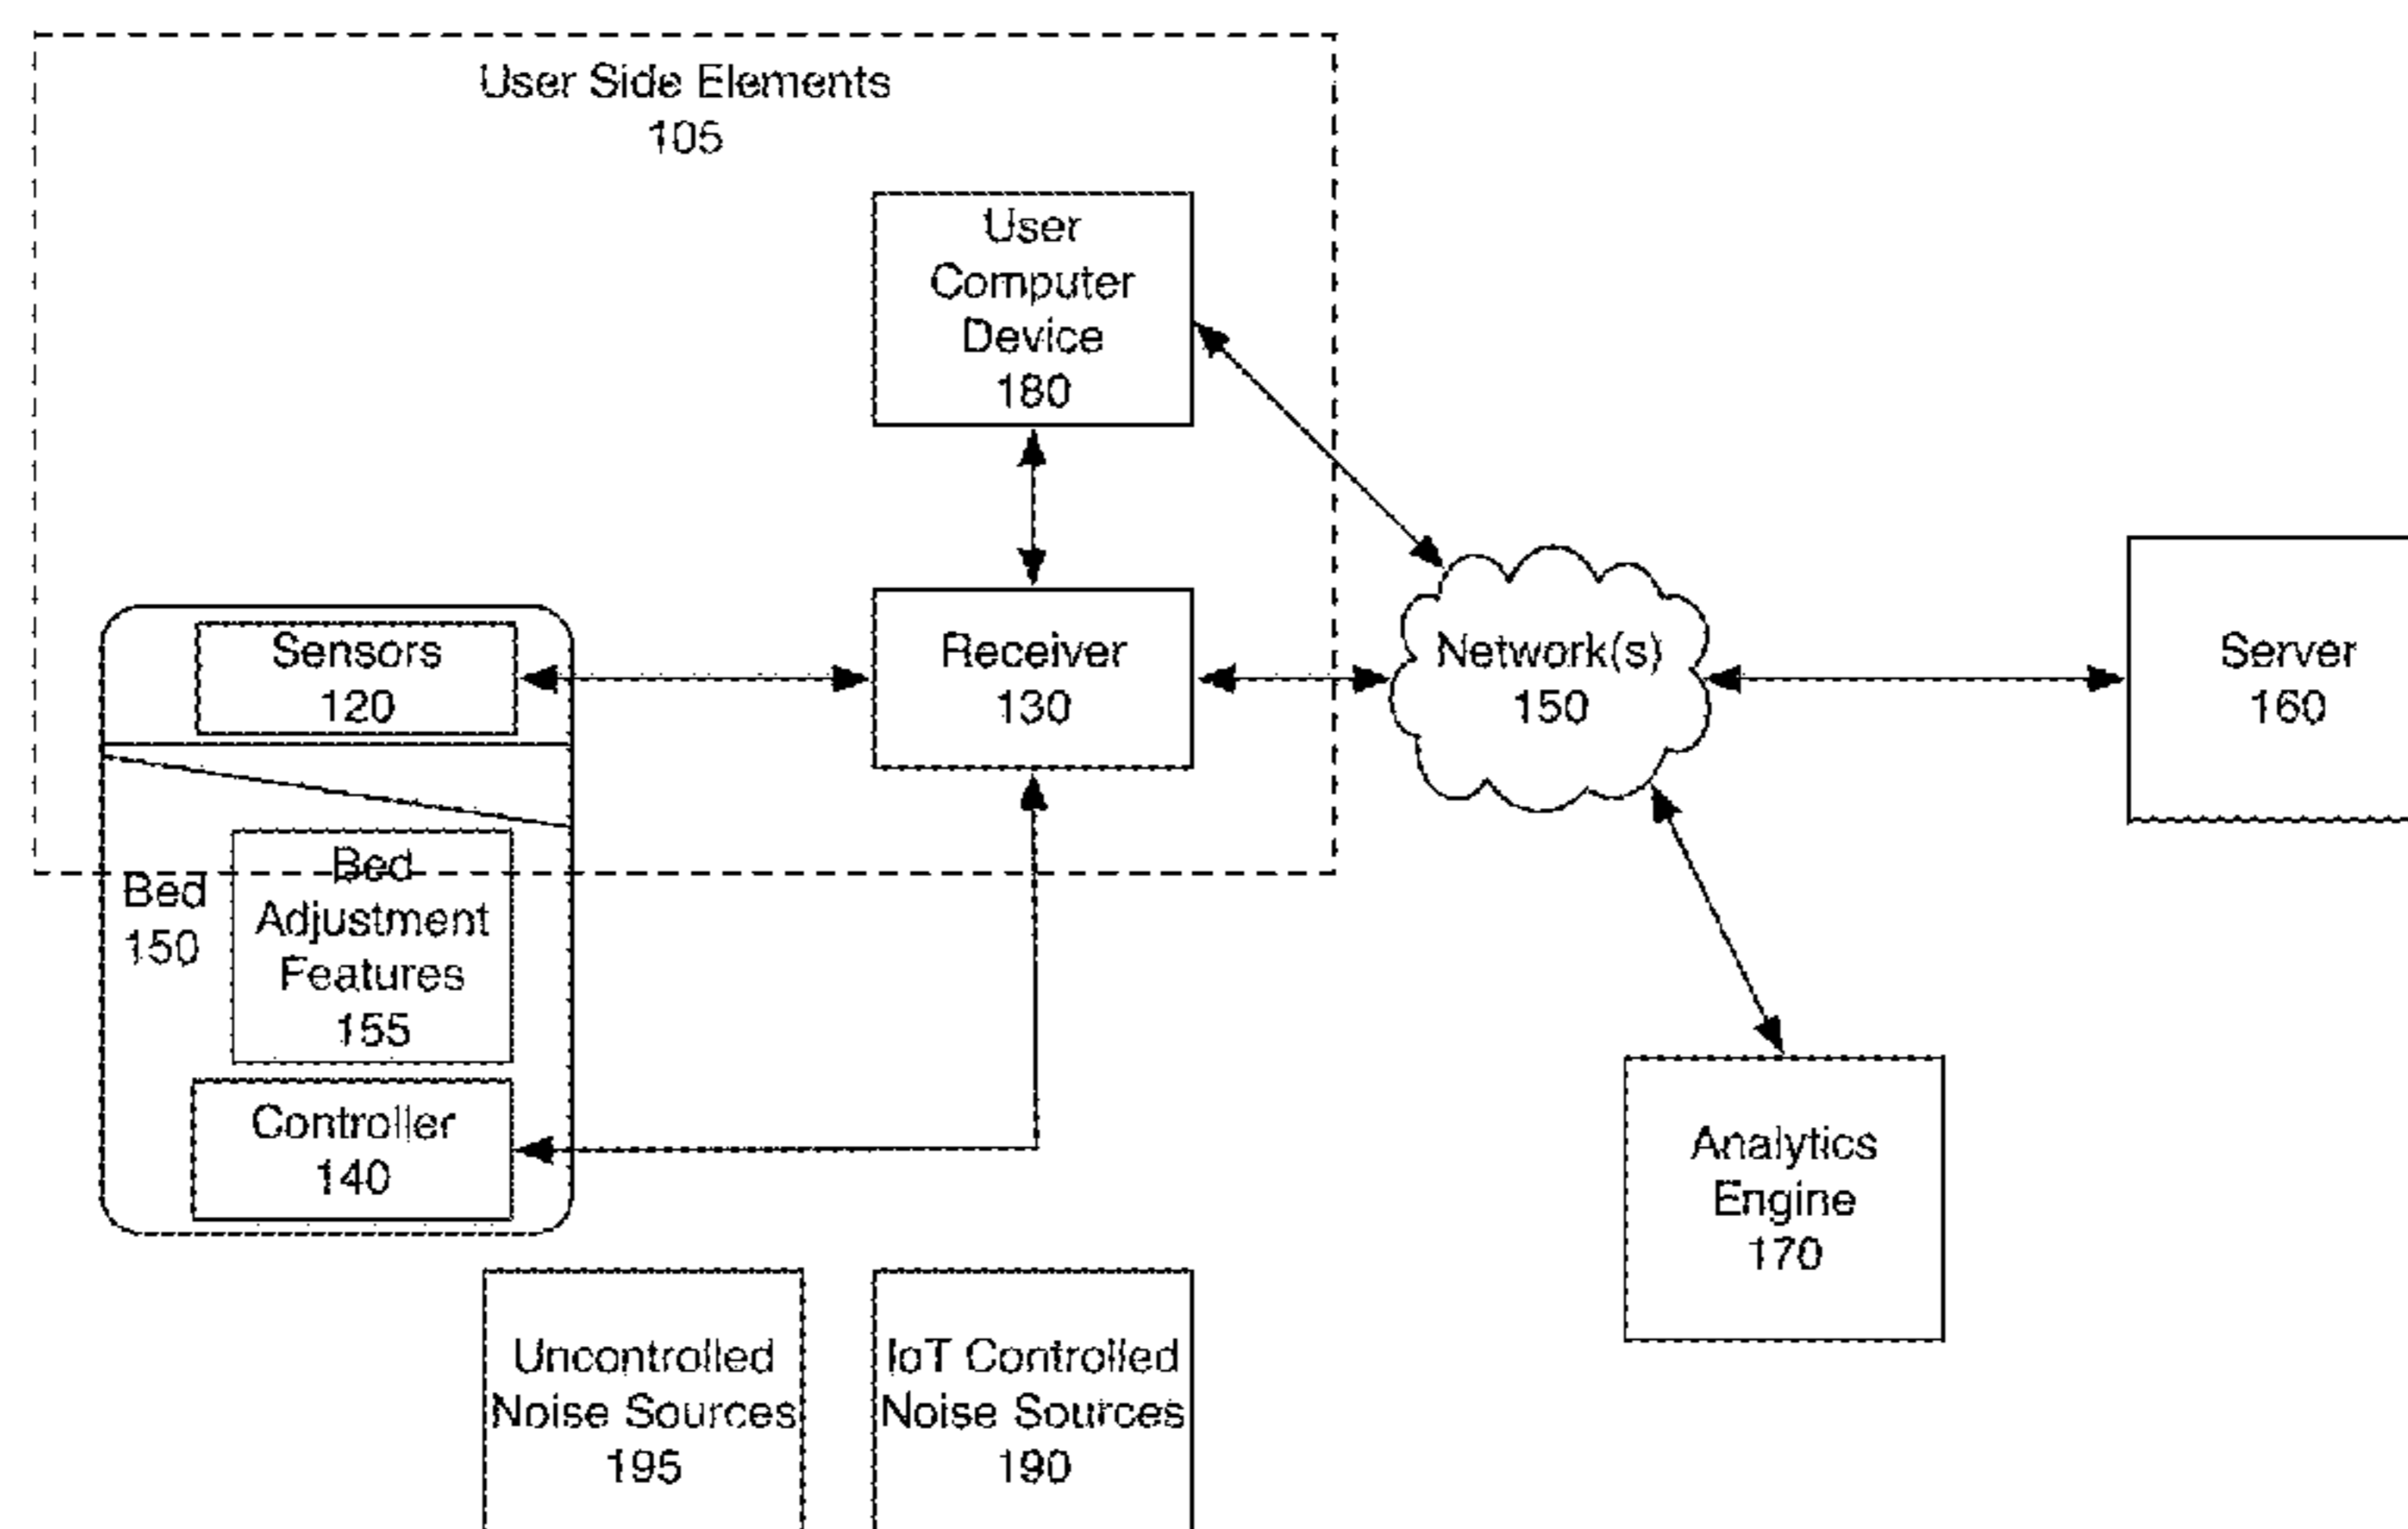 User Side Elements
105
User
Computer
Device
180
Sensors
120
Receiver
130
Network(s)
150
Server
160
Bed
150
Bed
Adjustment
Features
155
Controller
140
Analytics
Engine
170
Uncontrolled
Noise Sources
195
IoT Controlled
Noise Sources
190